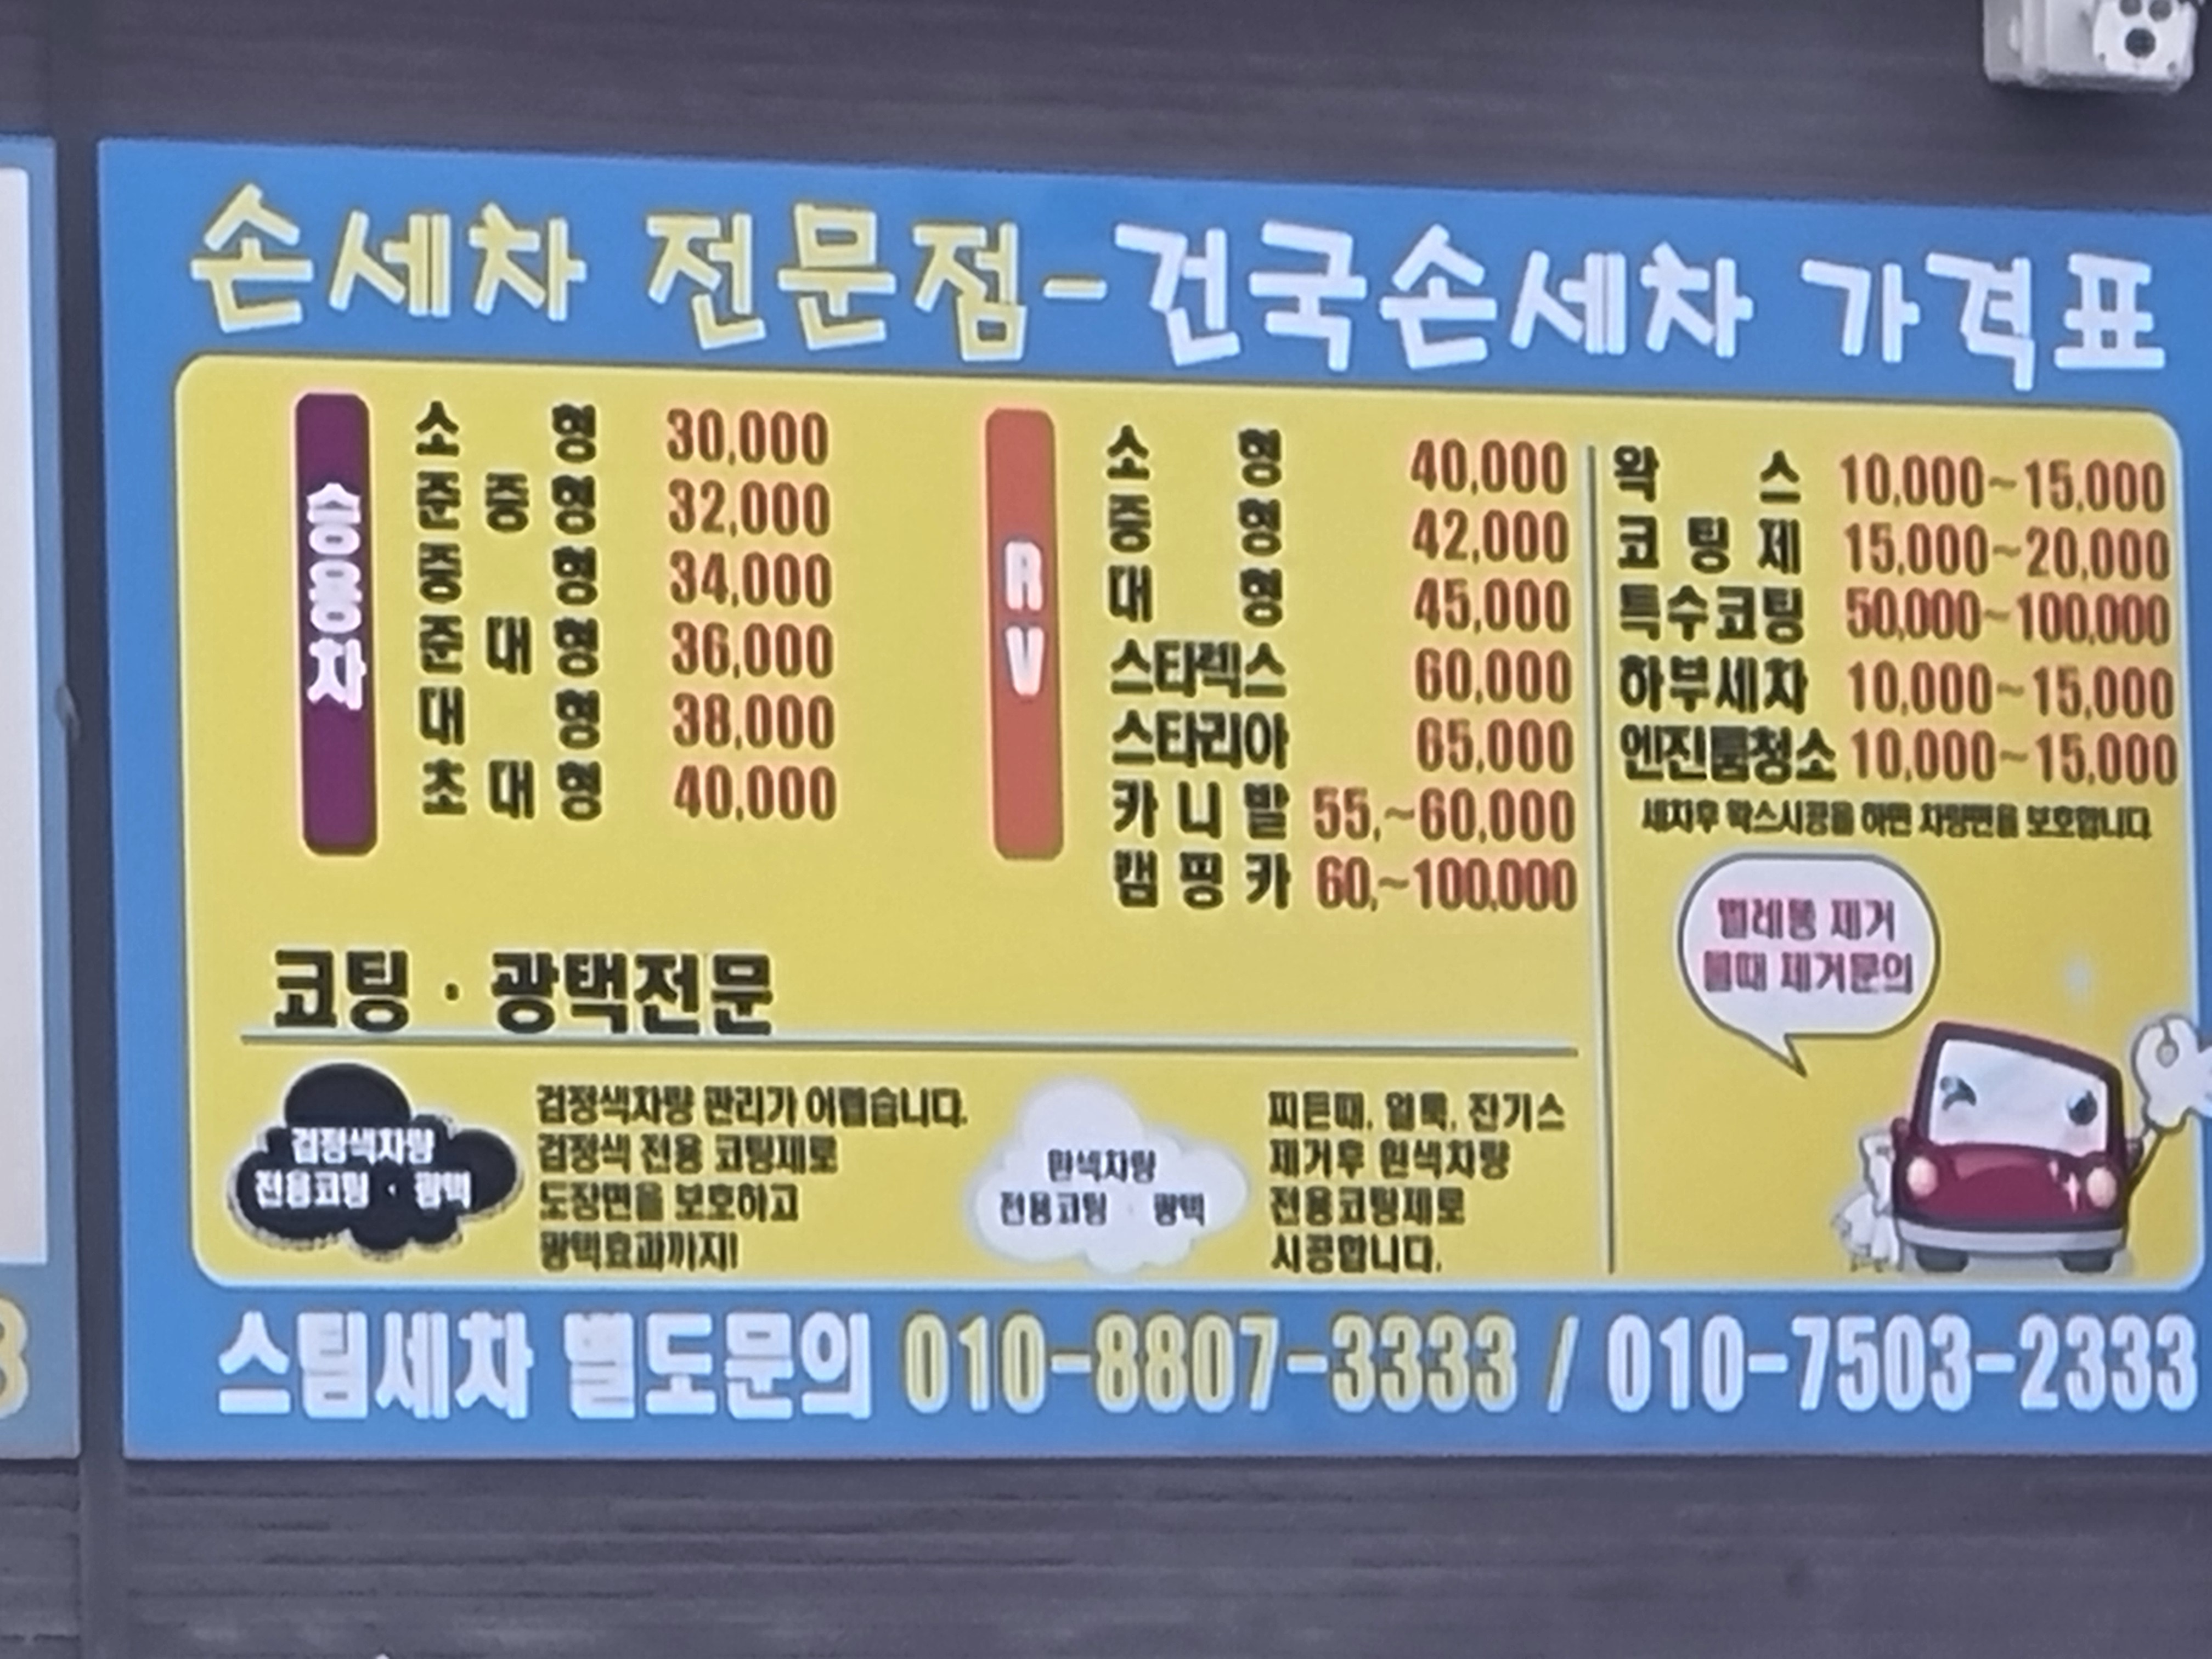 손세차 전문점-건국손세차 가격표
승용차
소 형 30,000
준 중 형 32,000
중 형 34,000
준 대 형 36,000
대 형 38,000
초 대 형 40,000
RV
소 형 40,000
중 형 42,000
대 형 45,000
스타렉스 60,000
스타리아 65,000
카 니 발 55,~60,000
캠 핑 카 60,~100,000
왁 스 10,000~15,000
코 팅 제 15,000~20,000
특수코팅 50,000~100,000
하부세차 10,000~15,000
엔진룸청소 10,000~15,000
세차후 왁스시공을 하면 차량면을 보호합니다.
벌레똥 제거
물때 제거문의
코팅 · 광택전문
검정색차량
전용코팅 · 광택
검정색차량 관리가 어렵습니다.
검정색 전용 코팅제로
도장면을 보호하고
광택효과까지!
흰색차량
전용코팅 · 광택
찌든때, 얼룩, 잔기스
제거후 흰색차량
전용코팅제로
시공합니다.
스팀세차 별도문의 010-8807-3333 / 010-7503-2333
3